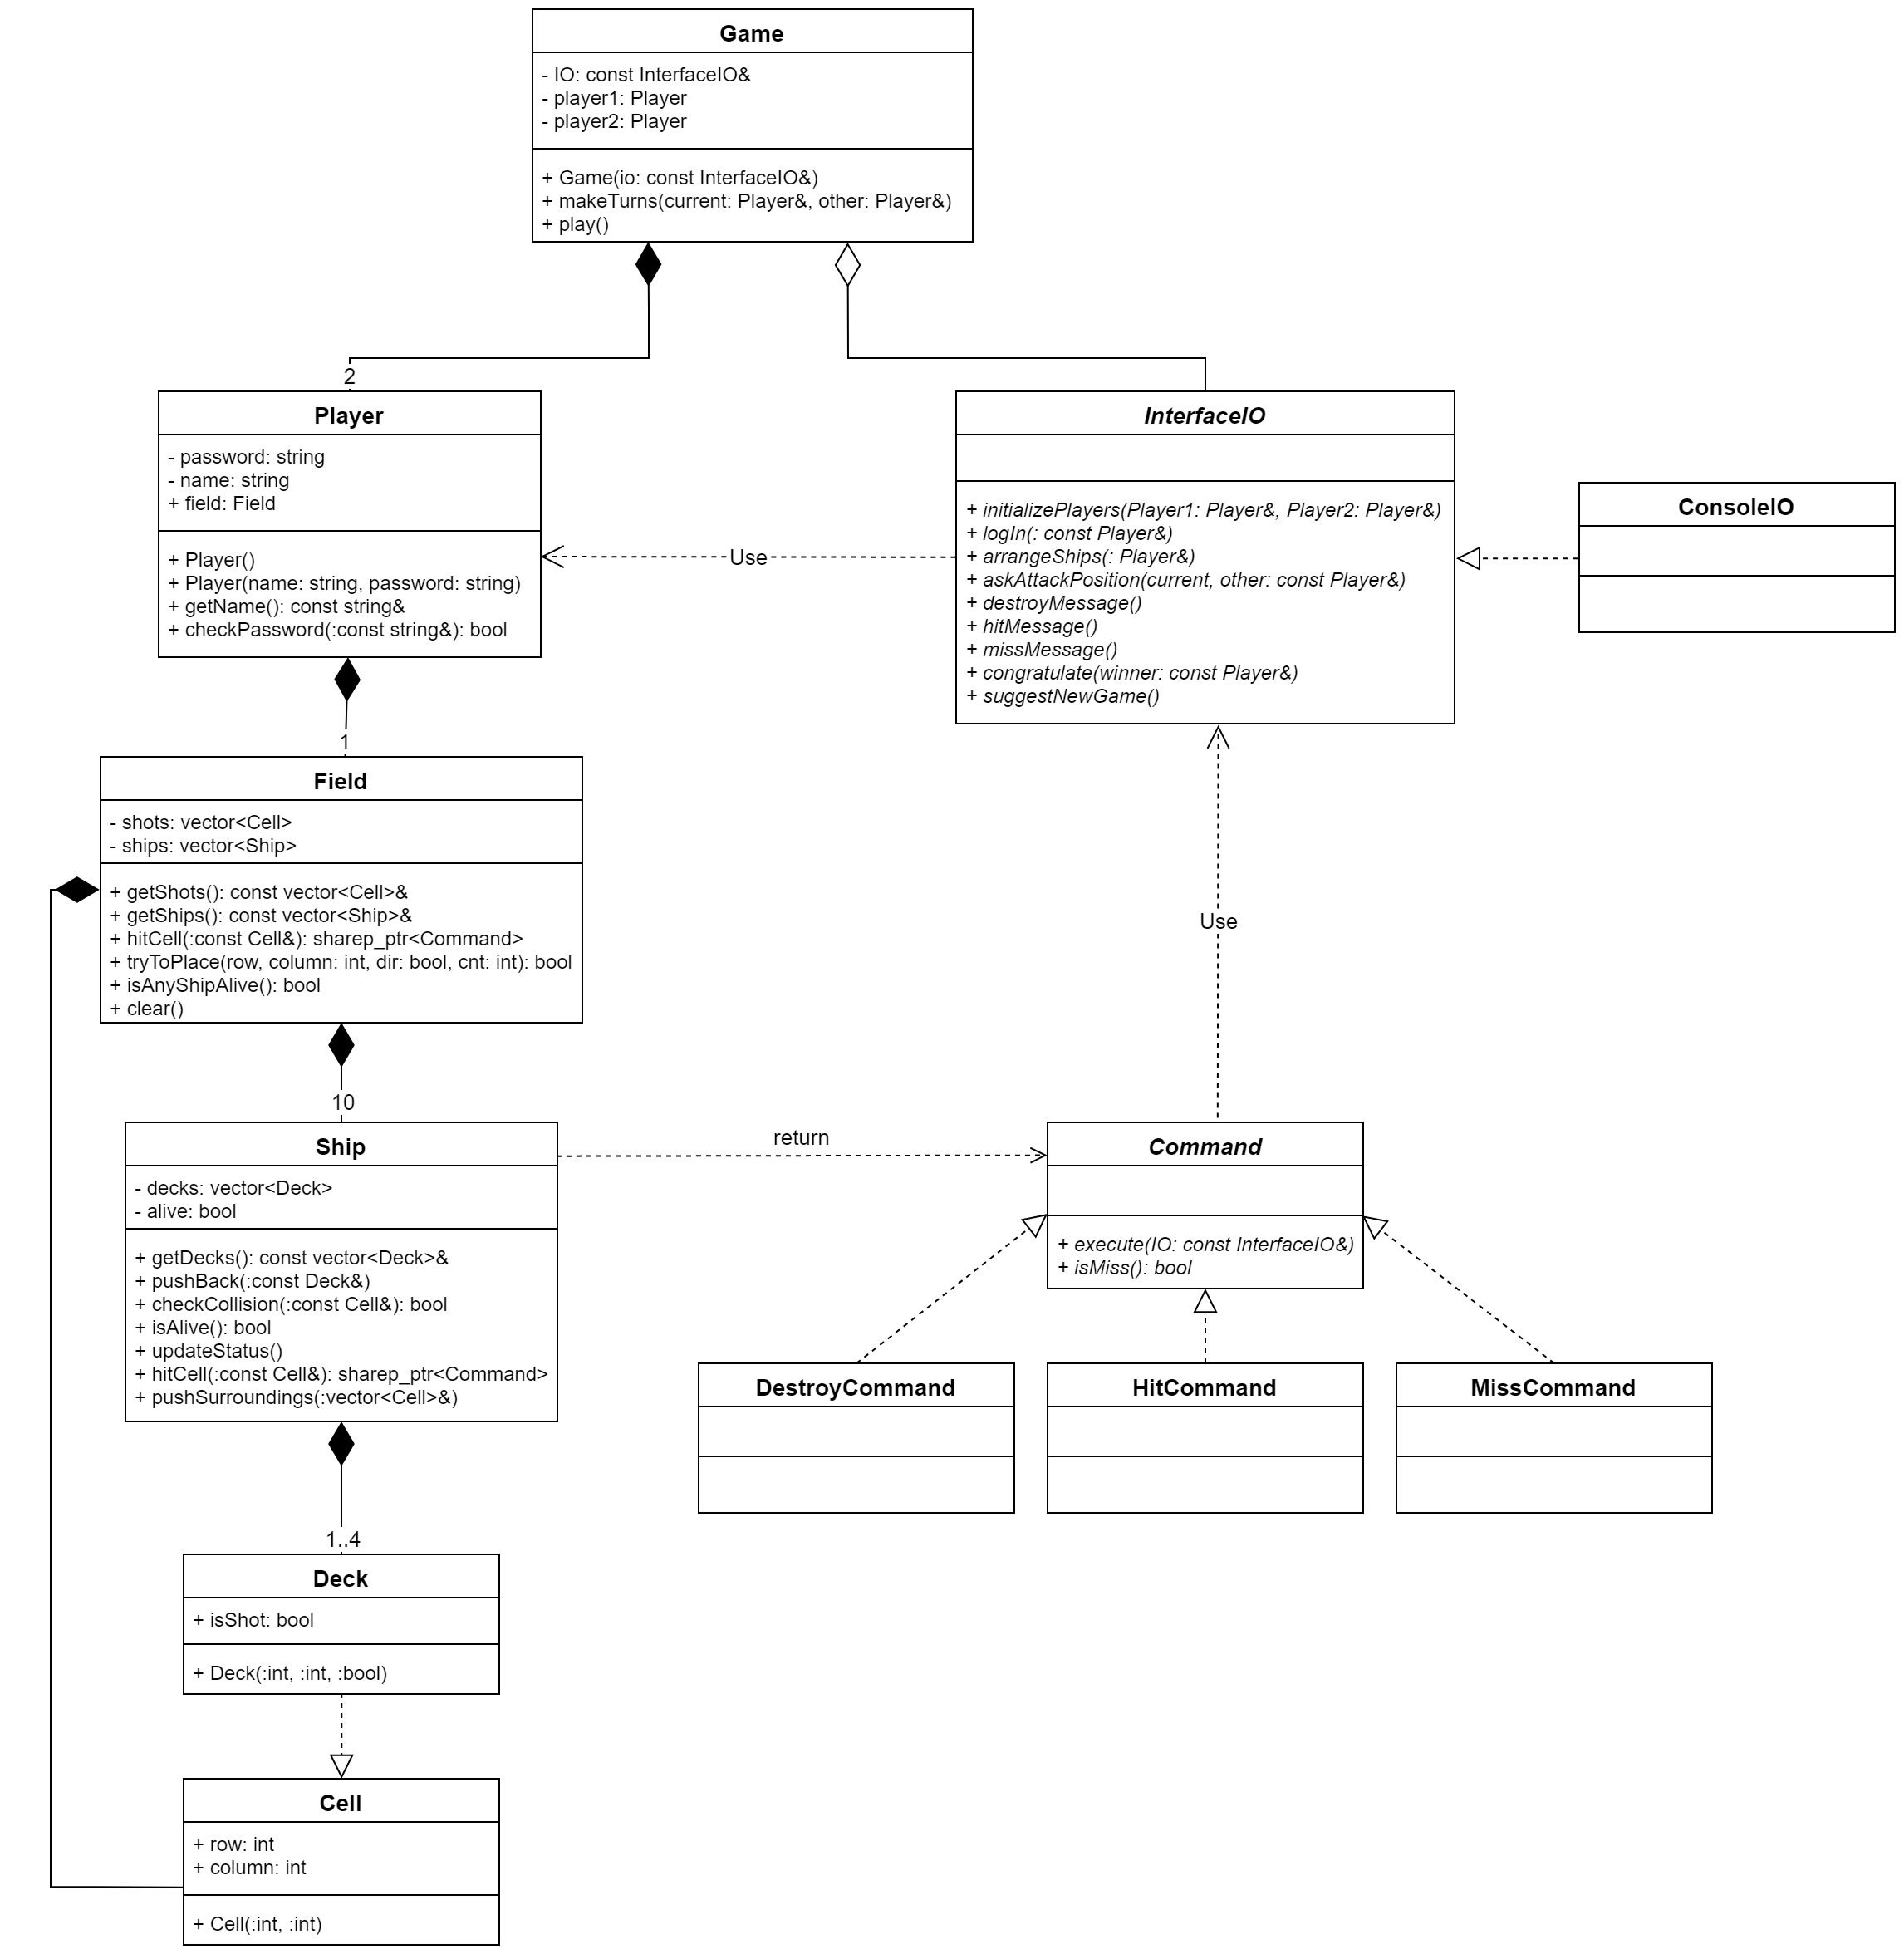 Game
- IO: const InterfaceIO&
- player1: Player
- player2: Player
+ Game(io: const InterfaceIO&)
+ makeTurns(current: Player&, other: Player&)
+ play()
2
Player
- password: string
- name: string
+ field: Field
+ Player()
+ Player(name: string, password: string)
+ getName(): const string&
+ checkPassword(:const string&): bool
Use
InterfaceIO
+ initializePlayers(Player1: Player&, Player2: Player&)
+ logIn(: const Player&)
+ arrangeShips(: Player&)
+ askAttackPosition(current, other: const Player&)
+ destroyMessage()
+ hitMessage()
+ missMessage()
+ congratulate(winner: const Player&)
+ suggestNewGame()
ConsoleIO
1
Field
- shots: vector<Cell>
- ships: vector<Ship>
+ getShots(): const vector<Cell>&
+ getShips(): const vector<Ship>&
+ hitCell(:const Cell&): sharep_ptr<Command>
+ tryToPlace(row, column: int, dir: bool, cnt: int): bool
+ isAnyShipAlive(): bool
+ clear()
Use
10
Ship
- decks: vector<Deck>
- alive: bool
+ getDecks(): const vector<Deck>&
+ pushBack(:const Deck&)
+ checkCollision(:const Cell&): bool
+ isAlive(): bool
+ updateStatus()
+ hitCell(:const Cell&): sharep_ptr<Command>
+ pushSurroundings(:vector<Cell>&)
return
Command
+ execute(IO: const InterfaceIO&)
+ isMiss(): bool
DestroyCommand
HitCommand
MissCommand
1..4
Deck
+ isShot: bool
+ Deck(:int, :int, :bool)
Cell
+ row: int
+ column: int
+ Cell(:int, :int)